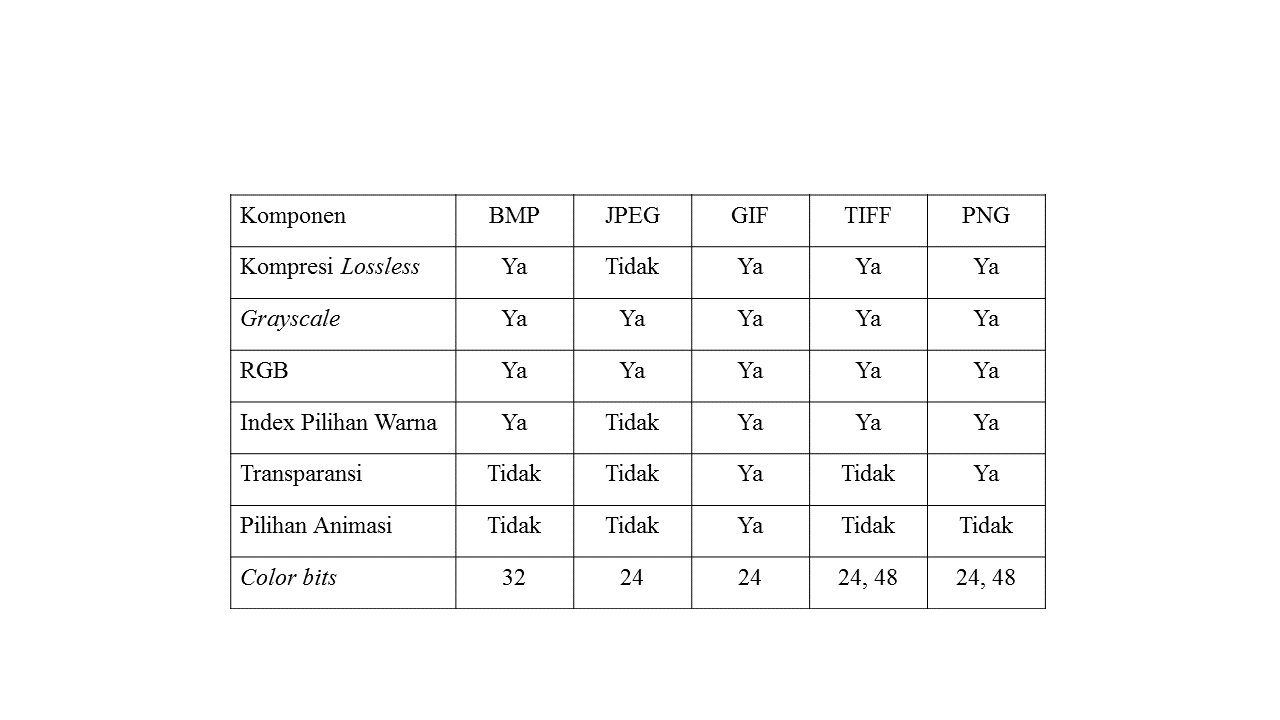 Komponen BMP JPEG GIF TIFF PNG
Kompresi Lossless Ya Tidak Ya Ya Ya
Grayscale Ya Ya Ya Ya Ya
RGB Ya Ya Ya Ya Ya
Index Pilihan Warna Ya Tidak Ya Ya Ya
Transparansi Tidak Tidak Ya Tidak Ya
Pilihan Animasi Tidak Tidak Ya Tidak Tidak
Color bits 32 24 24 24, 48 24, 48